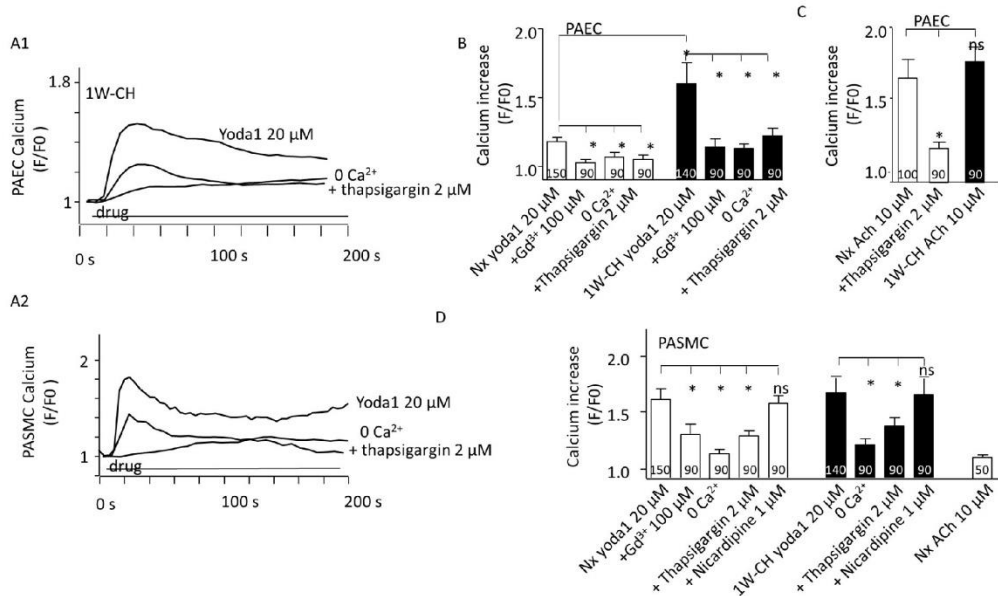 A1
1.8
1
PAEC Calcium
(F/F0)
1W-CH
Yoda1 20 µM
0 Ca²⁺
+ thapsigargin 2 µM
drug
0 s
100 s
200 s
A2
2
1
PASMC Calcium
(F/F0)
Yoda1 20 µM
0 Ca²⁺
+ thapsigargin 2 µM
drug
0 s
100 s
200 s
B
PAEC
2.0
1.5
1.0
Calcium increase
(F/F0)
* * * * * * *
150 90 90 90 140 90 90 90
Nx yoda1 20 µM
+Gd³⁺ 100 µM
0 Ca²⁺
+Thapsigargin 2 µM
1W-CH yoda1 20 µM
+Gd³⁺ 100 µM
0 Ca²⁺
+ Thapsigargin 2 µM
C
PAEC
2.0
1.5
1.0
Calcium increase
(F/F0)
* ns
100 90 90
Nx ACh 10 µM
+Thapsigargin 2 µM
1W-CH ACh 10 µM
D
PASMC
2.0
1.5
1.0
Calcium increase
(F/F0)
* * * ns * * ns
150 90 90 90 90 140 90 90 90 50
Nx yoda1 20 µM
+Gd³⁺ 100 µM
0 Ca²⁺
+ Thapsigargin 2 µM
+ Nicardipine 1 µM
1W-CH yoda1 20 µM
0 Ca²⁺
+ Thapsigargin 2 µM
+ Nicardipine 1 µM
Nx ACh 10 µM